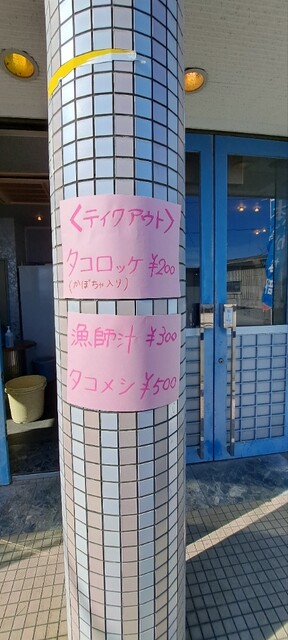 〈テイクアウト〉
タコロッケ ¥200
(かぼちゃ入り)
漁師汁 ¥300
タコメシ ¥500